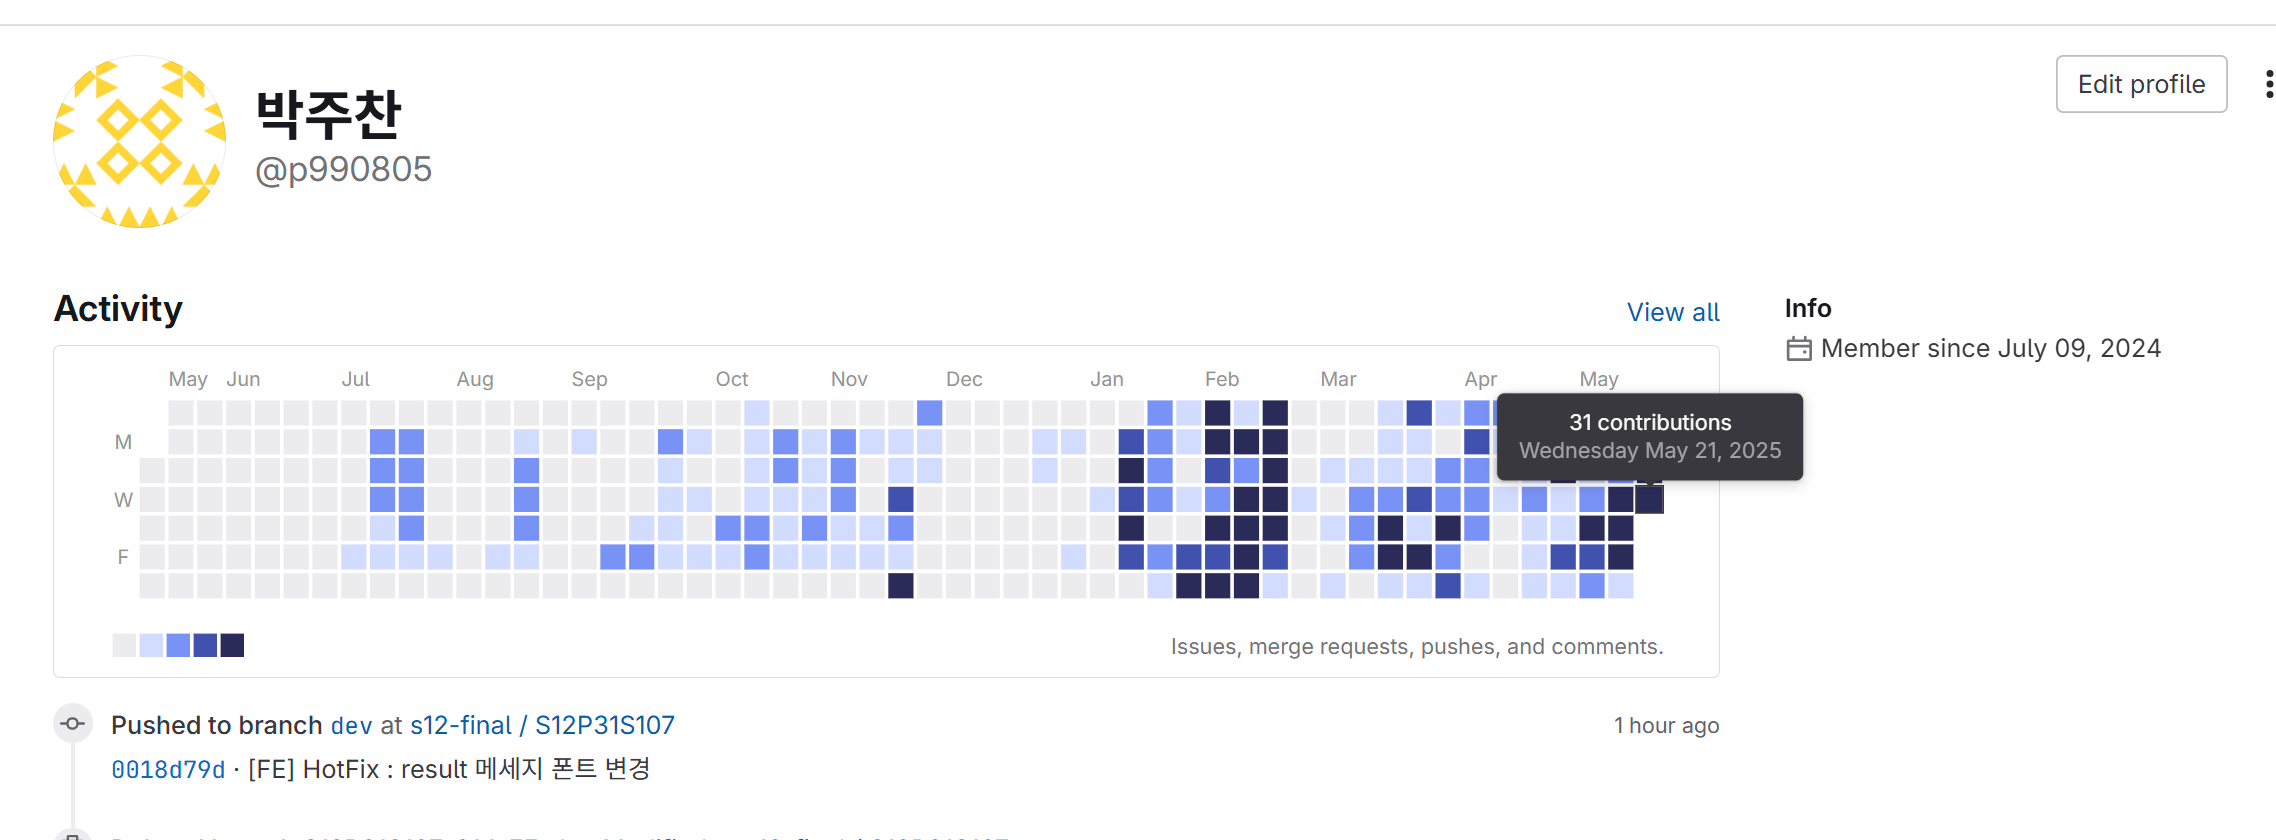 박주찬
@p990805
Edit profile
Activity
View all
Info
Member since July 09, 2024
May Jun Jul Aug Sep Oct Nov Dec Jan Feb Mar Apr May
31 contributions
Wednesday May 21, 2025
M
W
F
Issues, merge requests, pushes, and comments.
Pushed to branch dev at s12-final / S12P31S107
1 hour ago
0018d79d · [FE] HotFix : result 메세지 폰트 변경